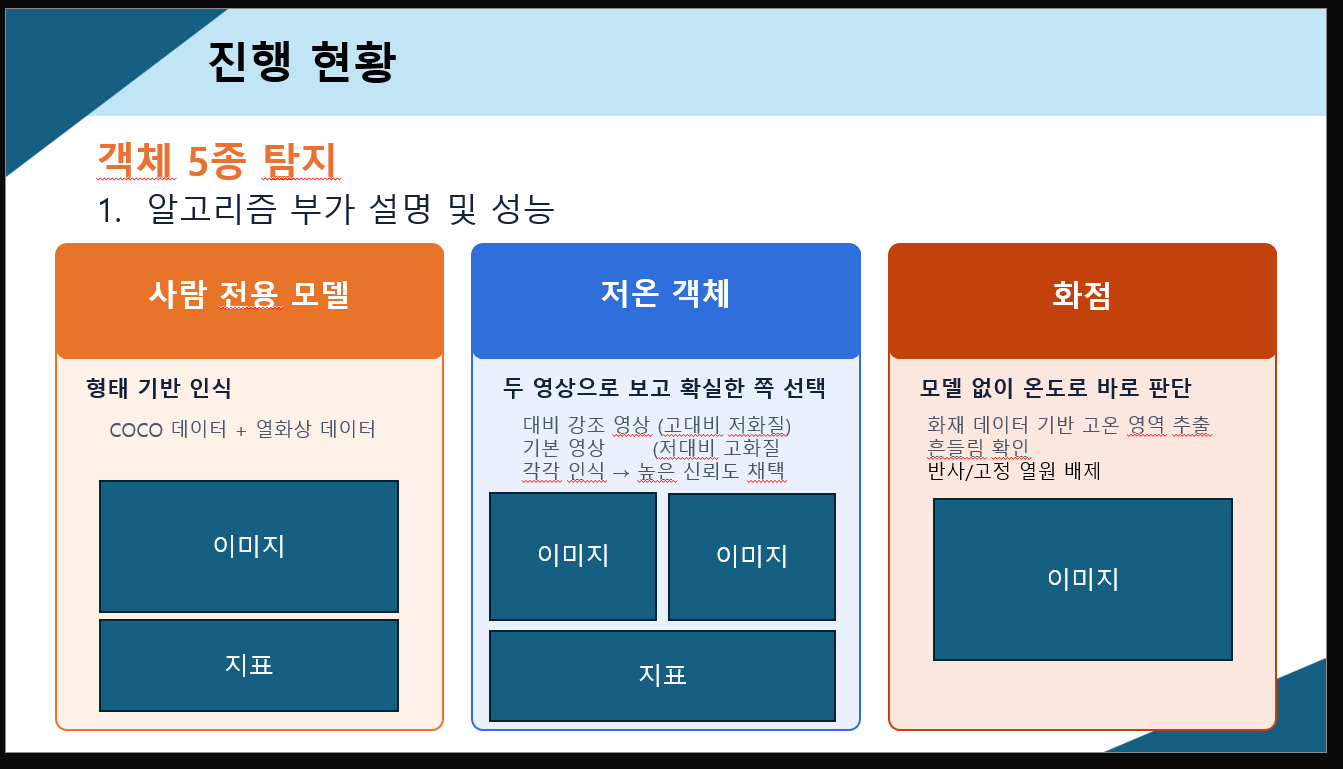 진행 현황
객체 5종 탐지
1. 알고리즘 부가 설명 및 성능
사람 전용 모델
형태 기반 인식
COCO 데이터 + 열화상 데이터
이미지
지표
저온 객체
두 영상으로 보고 확실한 쪽 선택
대비 강조 영상 (고대비 저화질)
기본 영상 (저대비 고화질
각각 인식 → 높은 신뢰도 채택
이미지 이미지
지표
화점
모델 없이 온도로 바로 판단
화재 데이터 기반 고온 영역 추출
흔들림 확인
반사/고정 열원 배제
이미지